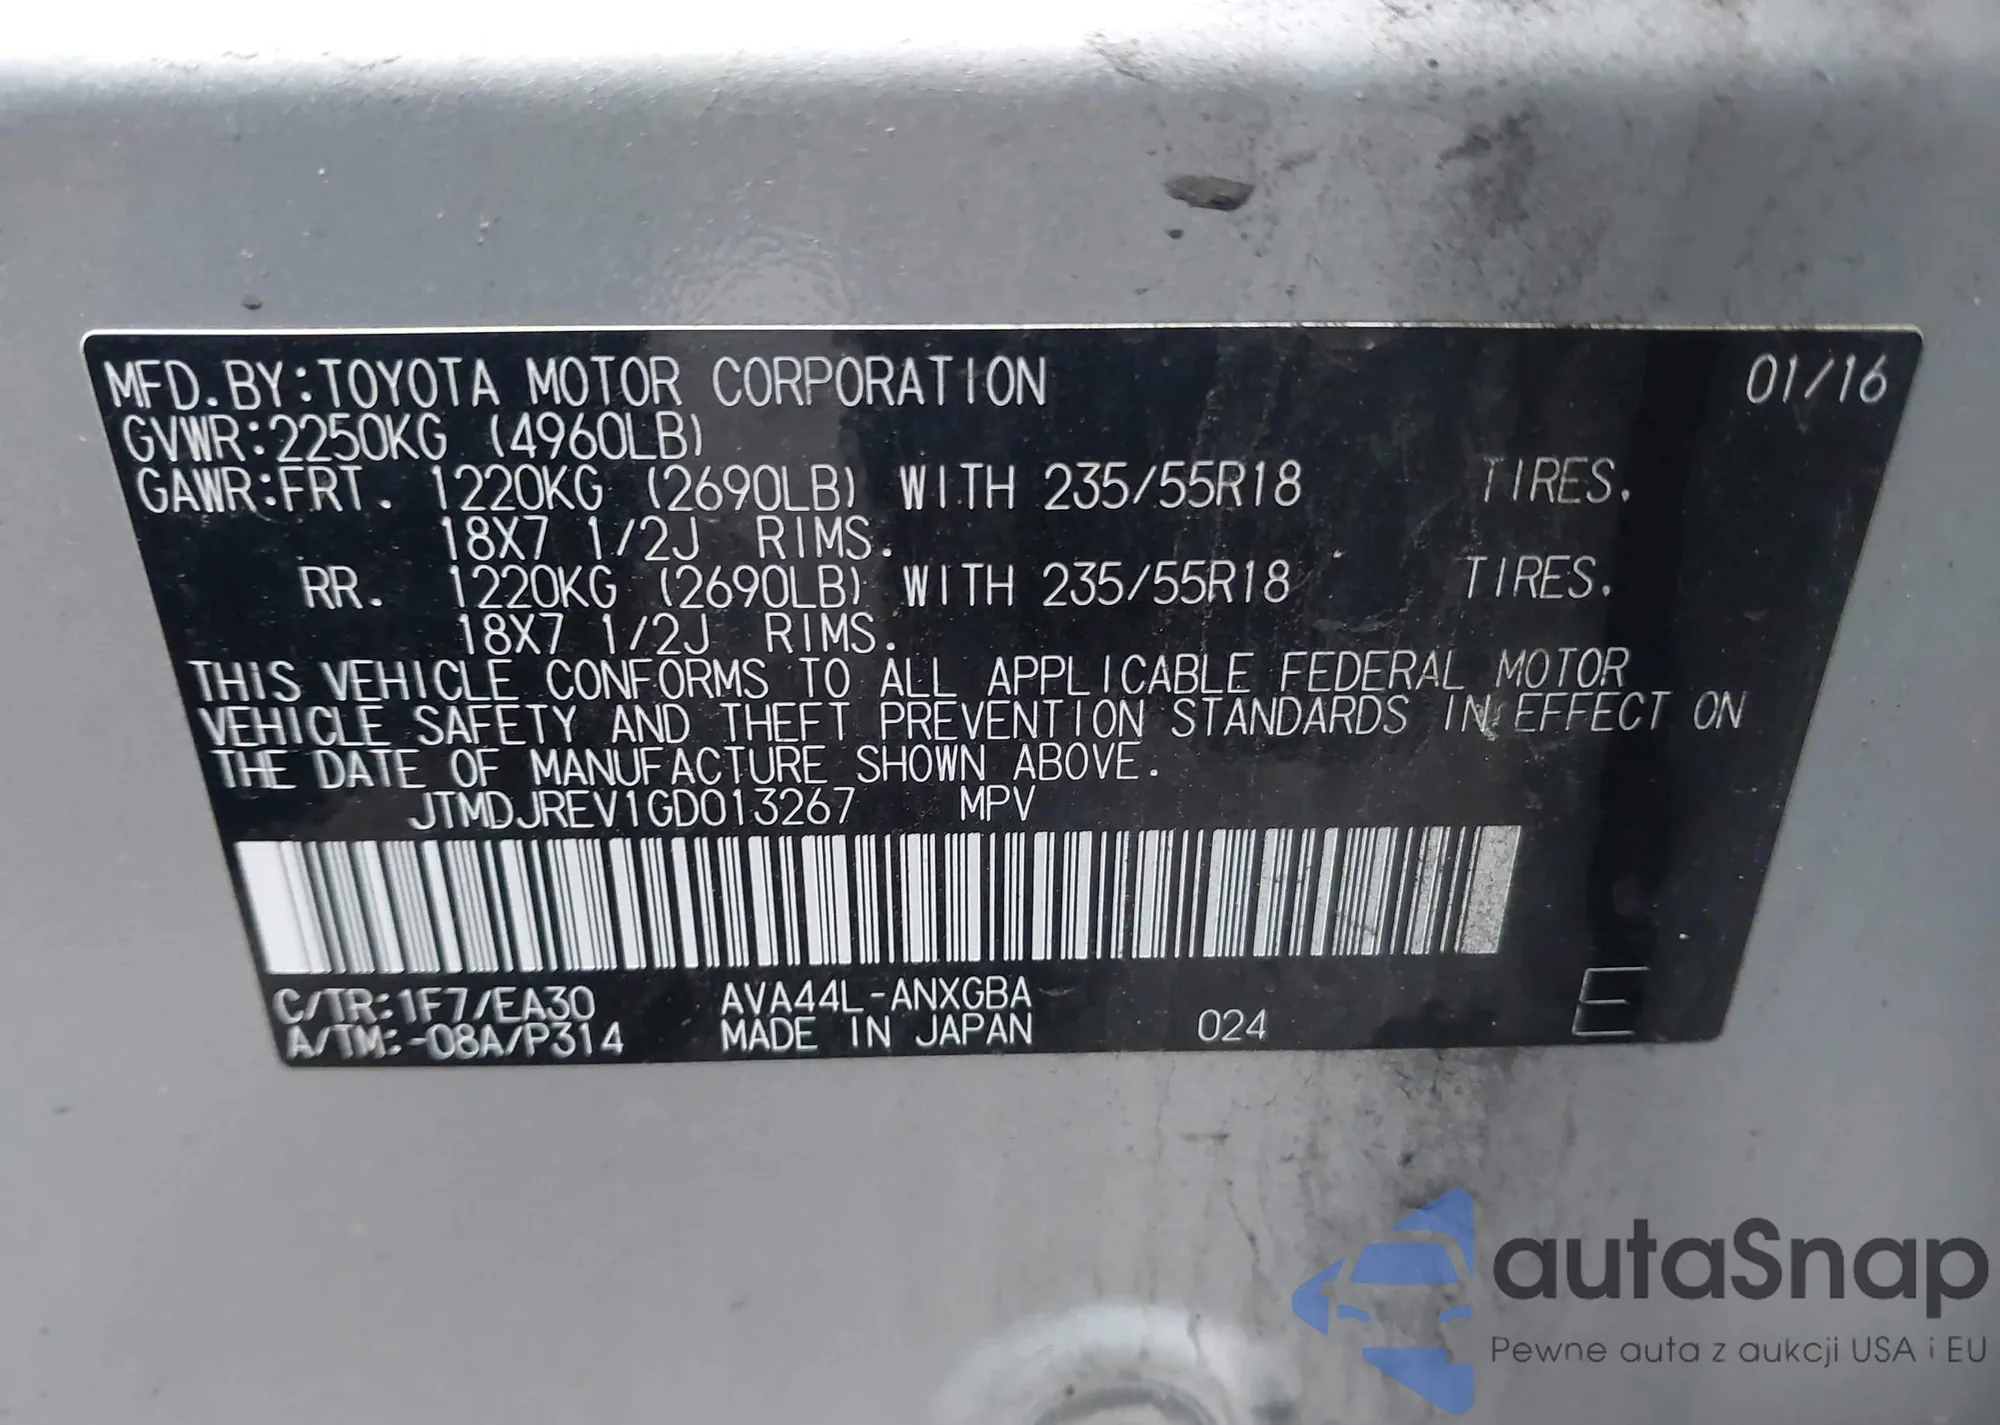 MFD.BY:TOYOTA MOTOR CORPORATION 01/16
GVWR:2250KG (4960LB)
GAWR:FRT. 1220KG (2690LB) WITH 235/55R18 TIRES.
18X7 1/2J RIMS.
RR. 1220KG (2690LB) WITH 235/55R18 TIRES.
18X7 1/2J RIMS.
THIS VEHICLE CONFORMS TO ALL APPLICABLE FEDERAL MOTOR
VEHICLE SAFETY AND THEFT PREVENTION STANDARDS IN EFFECT ON
THE DATE OF MANUFACTURE SHOWN ABOVE.
JTMDJREV1GD013267 MPV
C/TR:1F7/EA30 AVA44L-ANXGBA
A/TM:-08A/P314 MADE IN JAPAN 024 E
autaSnap
Pewne auta z aukcji USA i EU